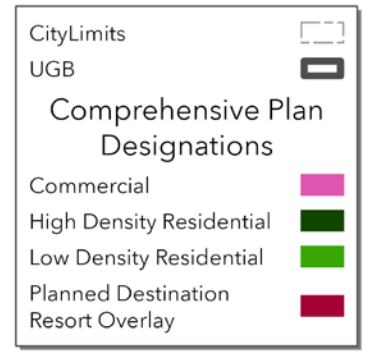 CityLimits
UGB
Comprehensive Plan
Designations
Commercial
High Density Residential
Low Density Residential
Planned Destination
Resort Overlay